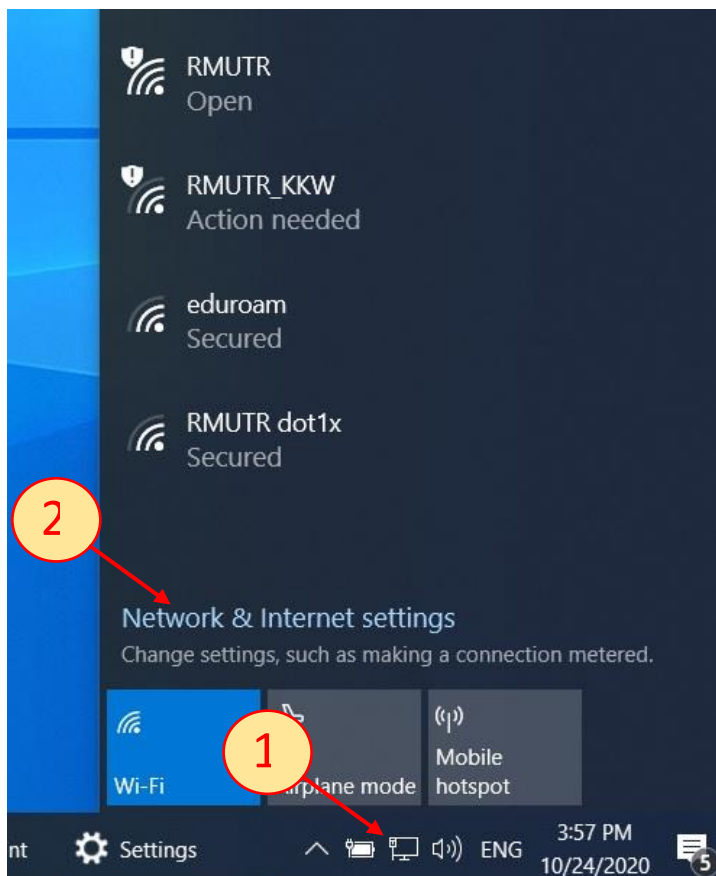 RMUTR
Open
RMUTR_KKW
Action needed
eduroam
Secured
RMUTR dot1x
Secured
2
Network & Internet settings
Change settings, such as making a connection metered.
1
Wi-Fi
Airplane mode
Mobile
hotspot
nt
Settings
ENG
3:57 PM
10/24/2020
5